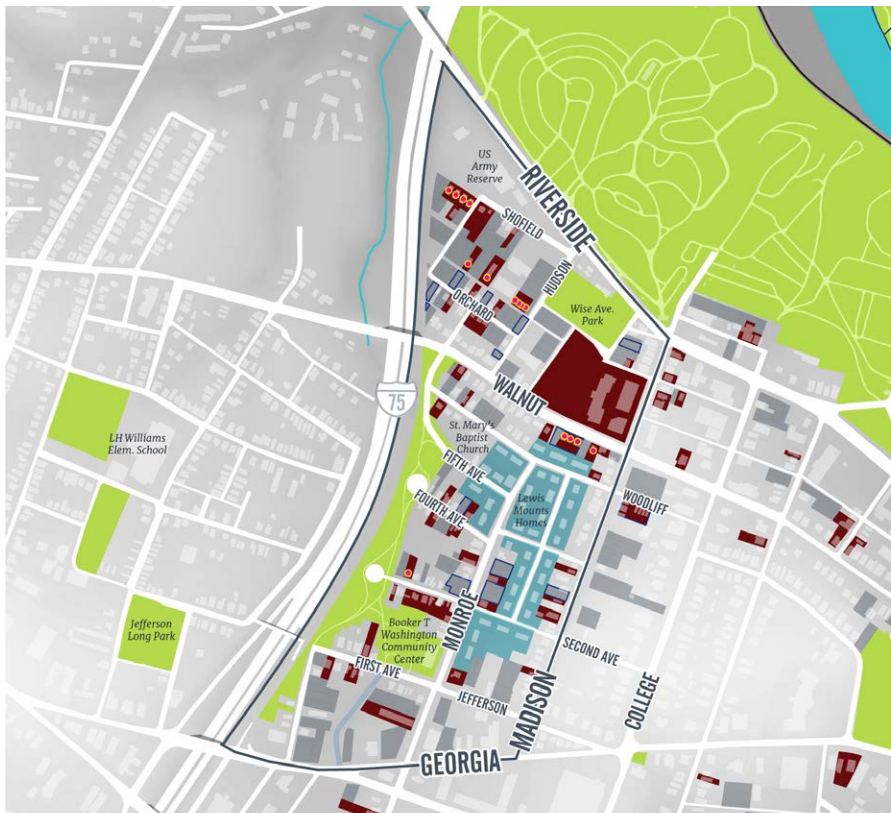 US
Army
Reserve
RIVERSIDE
SHOFIELD
HUDSON
ORCHARD
Wise Ave.
Park
WALNUT
75
LH Williams
Elem. School
St. Mary's
Baptist
Church
FIFTH AVE
FOURTH AVE
Lewis
Mounts
Homes
WOODLIFF
Jefferson
Long Park
Booker T
Washington
Community
Center
MONROE
FIRST AVE
SECOND AVE
JEFFERSON
MADISON
COLLEGE
GEORGIA